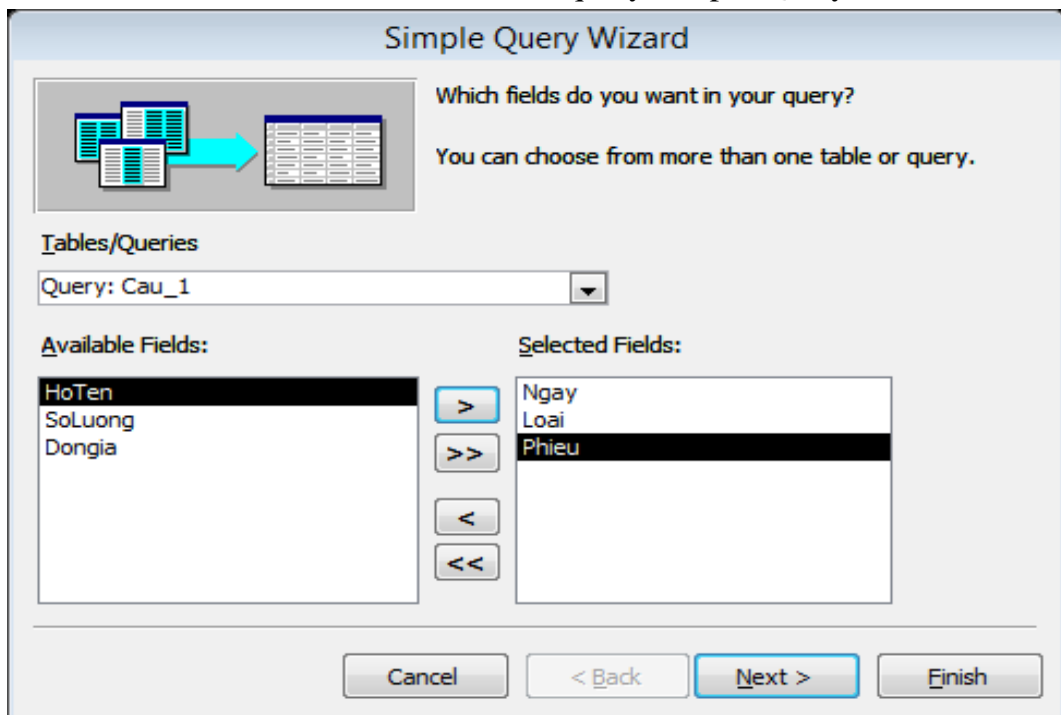 Simple Query Wizard
Which fields do you want in your query?
You can choose from more than one table or query.
Tables/Queries
Query: Cau_1
Available Fields:
Selected Fields:
HoTen
SoLuong
Dongia
>
>>
<
<<
Ngay
Loai
Phieu
Cancel
< Back
Next >
Finish